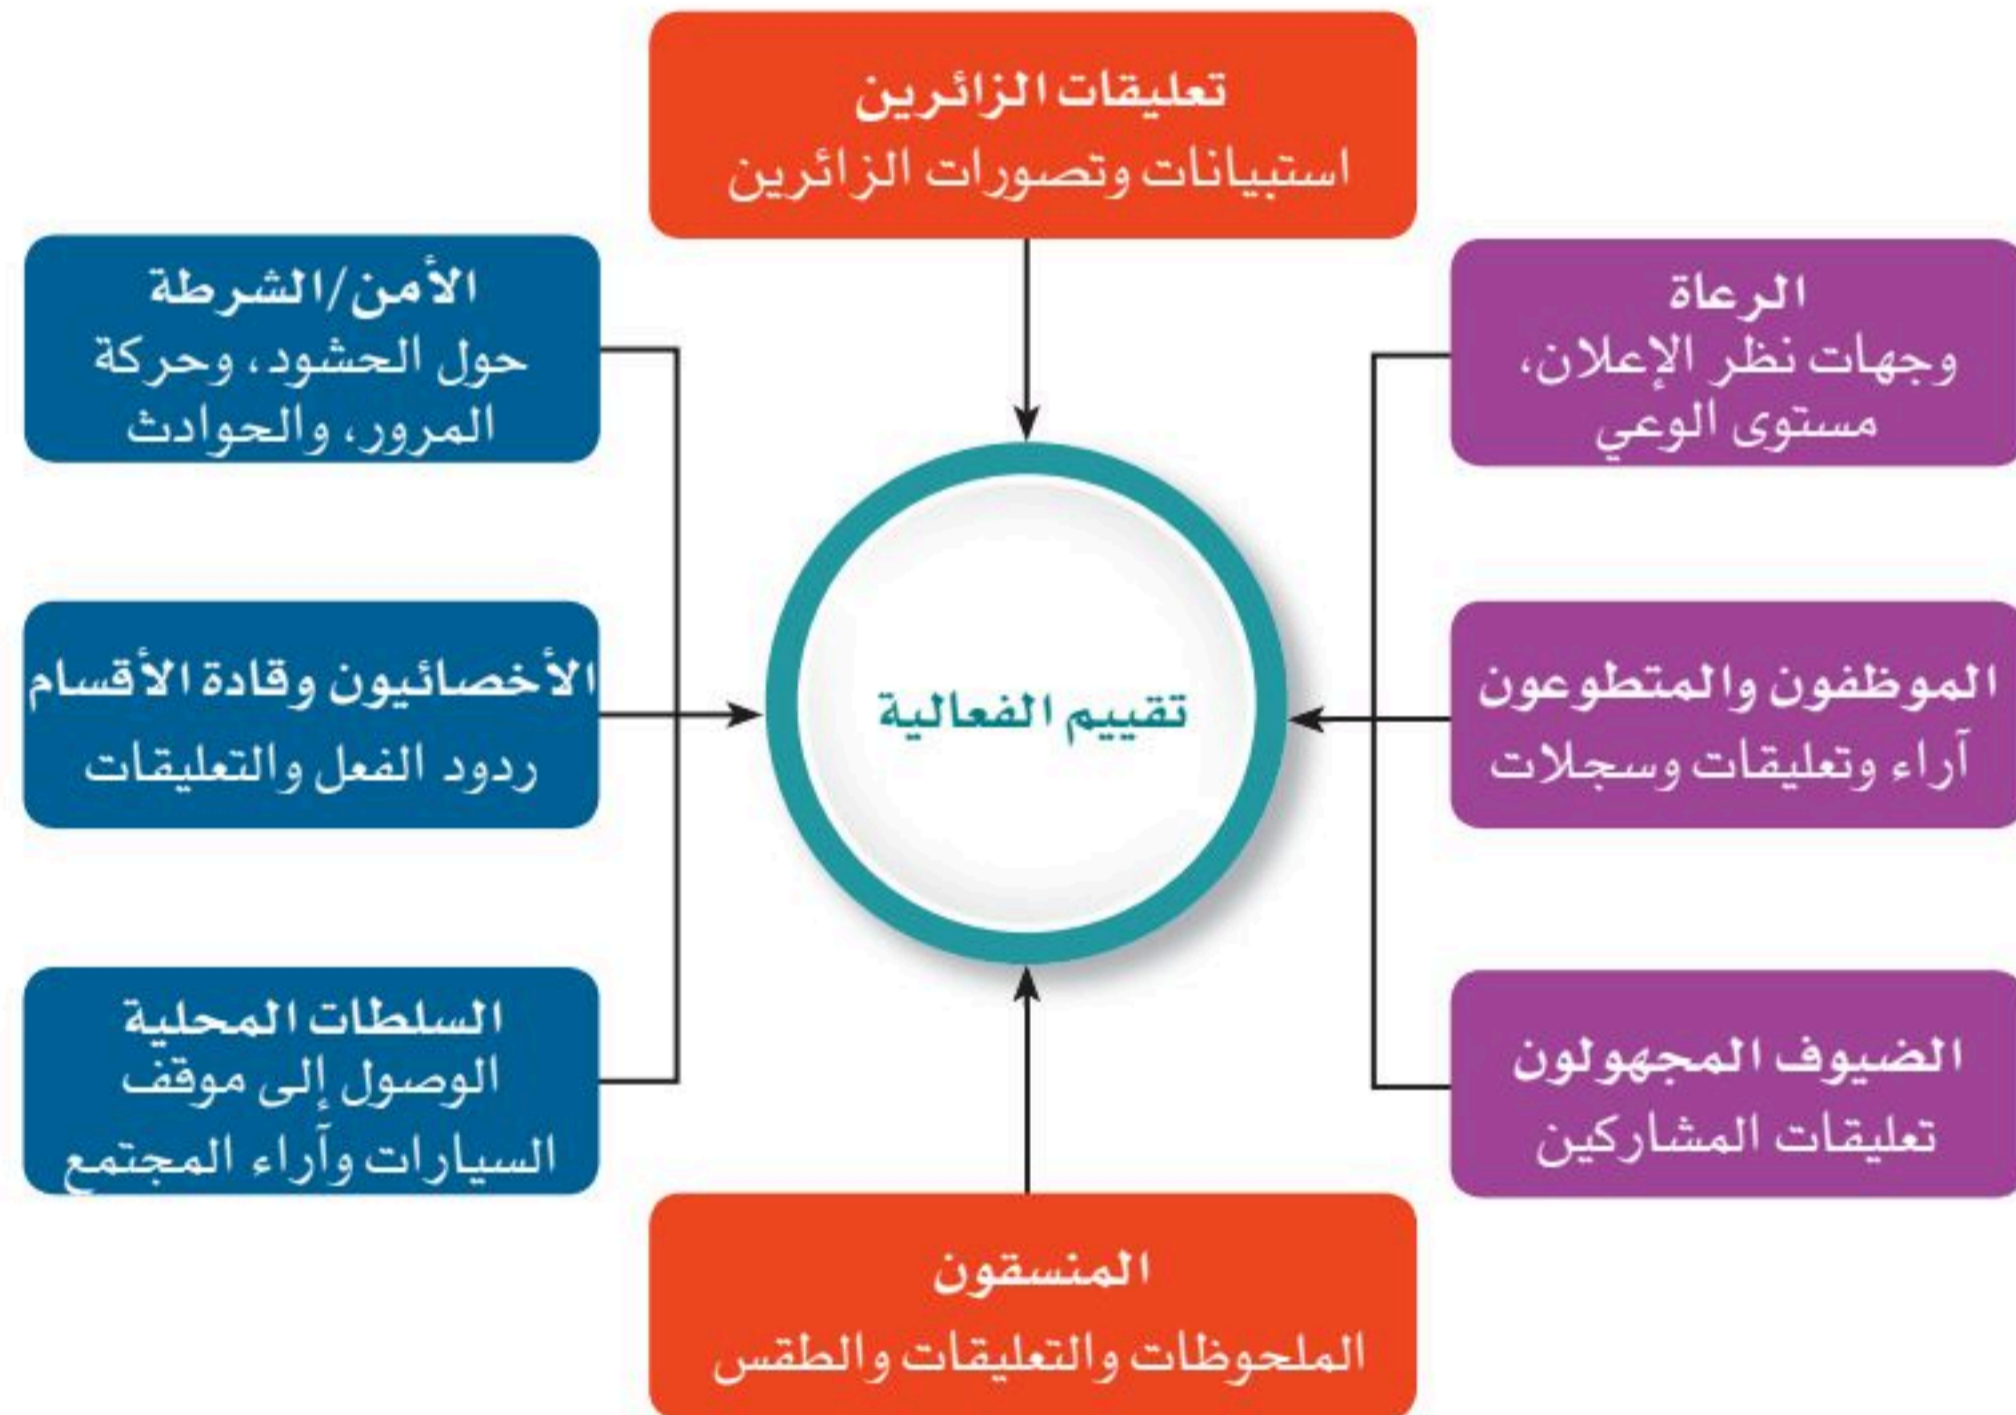 تعليقات الزائرين
استبيانات وتصورات الزائرين
الرعاة
وجهات نظر الإعلان،
مستوى الوعي
الأمن/الشرطة
حول الحشود، وحركة
المرور، والحوادث
الموظفون والمتطوعون
آراء وتعليقات وسجلات
تقييم الفعالية
الأخصائيون وقادة الأقسام
ردود الفعل والتعليقات
الضيوف المجهولون
تعليقات المشاركين
السلطات المحلية
الوصول إلى موقف
السيارات وآراء المجتمع
المنسقون
الملحوظات والتعليقات والطقس